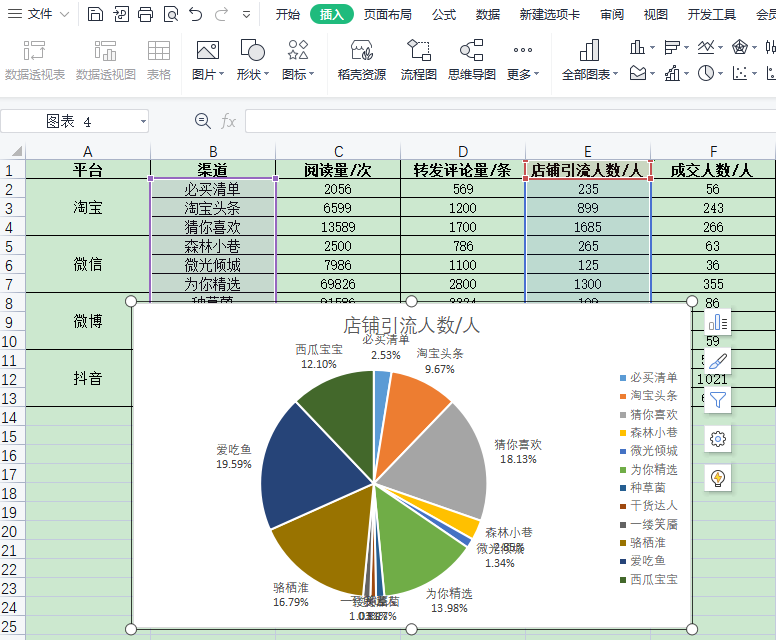 文件
开始 插入 页面布局 公式 数据 新建选项卡 审阅 视图 开发工具
数据透视表 数据透视图 表格 图片 形状 图标 稻壳资源 流程图 思维导图 更多 全部图表
图表 4 fx
A B C D E F
1 平台 渠道 阅读量/次 转发评论量/条 店铺引流人数/人 成交人数/人
2 必买清单 2056 569 235 56
3 淘宝 淘宝头条 6599 1200 899 243
4 猜你喜欢 13589 1700 1685 266
5 森林小巷 2500 786 265 63
6 微信 微光倾城 7986 1100 125 36
7 为你精选 69826 2800 1300 355
8 种草菌 91586 3324 109 86
9 微博
10 59
11
12 抖音 1021
13
14
15
16
17
18
19
20
21
22
23
24
25
店铺引流人数/人
必买清单
2.53%
淘宝头条
9.67%
猜你喜欢
18.13%
森林小巷
2.85%
微光倾城
1.34%
为你精选
13.98%
骆栖淮
16.79%
爱吃鱼
19.59%
西瓜宝宝
12.10%
必买清单
淘宝头条
猜你喜欢
森林小巷
微光倾城
为你精选
种草菌
干货达人
一缕笑靥
骆栖淮
爱吃鱼
西瓜宝宝